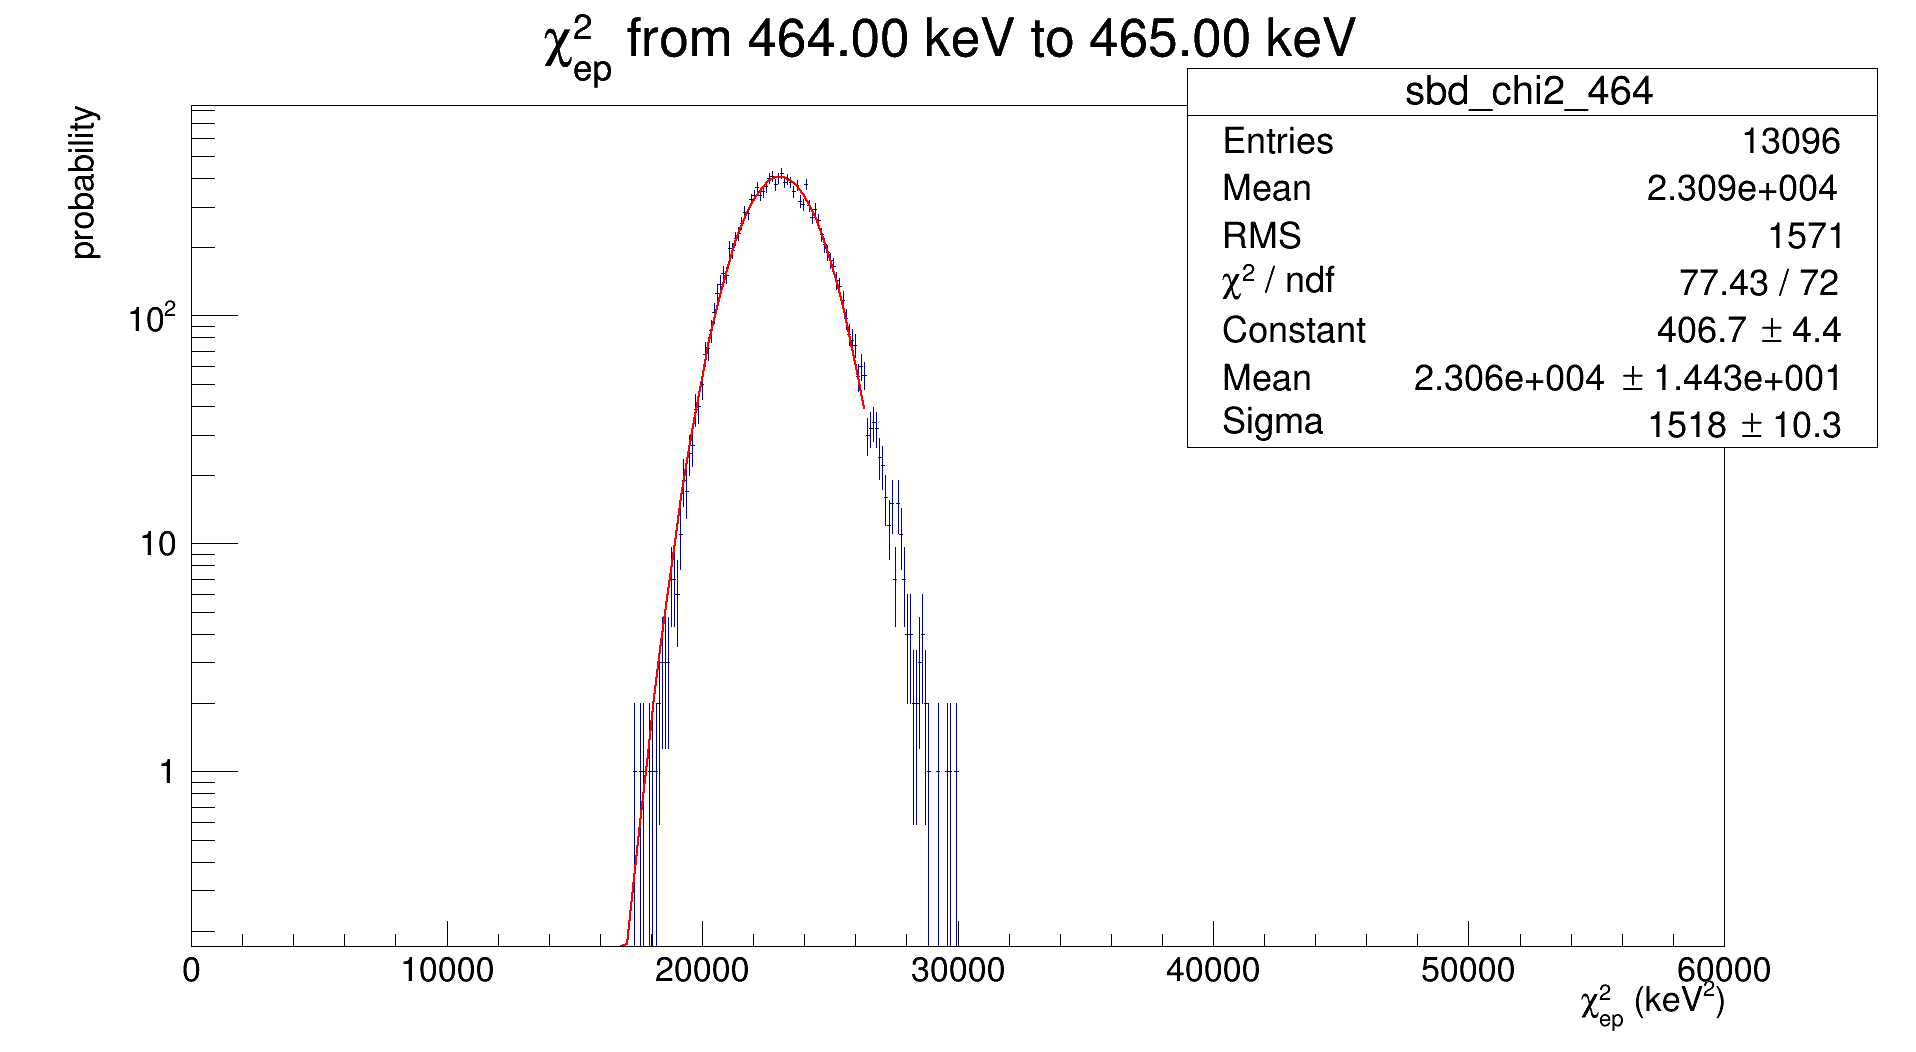 χ²ep from 464.00 keV to 465.00 keV
sbd_chi2_464
Entries 13096
Mean 2.309e+004
RMS 1571
χ² / ndf 77.43 / 72
Constant 406.7 ± 4.4
Mean 2.306e+004 ± 1.443e+001
Sigma 1518 ± 10.3
probability
10²
10
1
0 10000 20000 30000 40000 50000 60000
χ²ep (keV²)